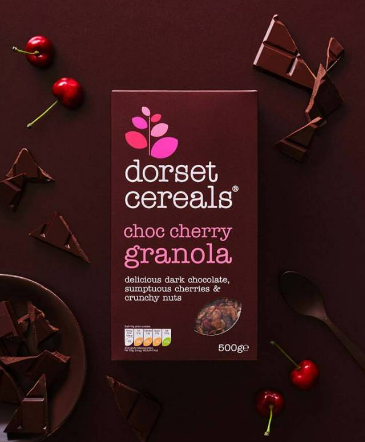 dorset
cereals®
choc cherry
granola
delicious dark chocolate,
sumptuous cherries &
crunchy nuts
500g℮